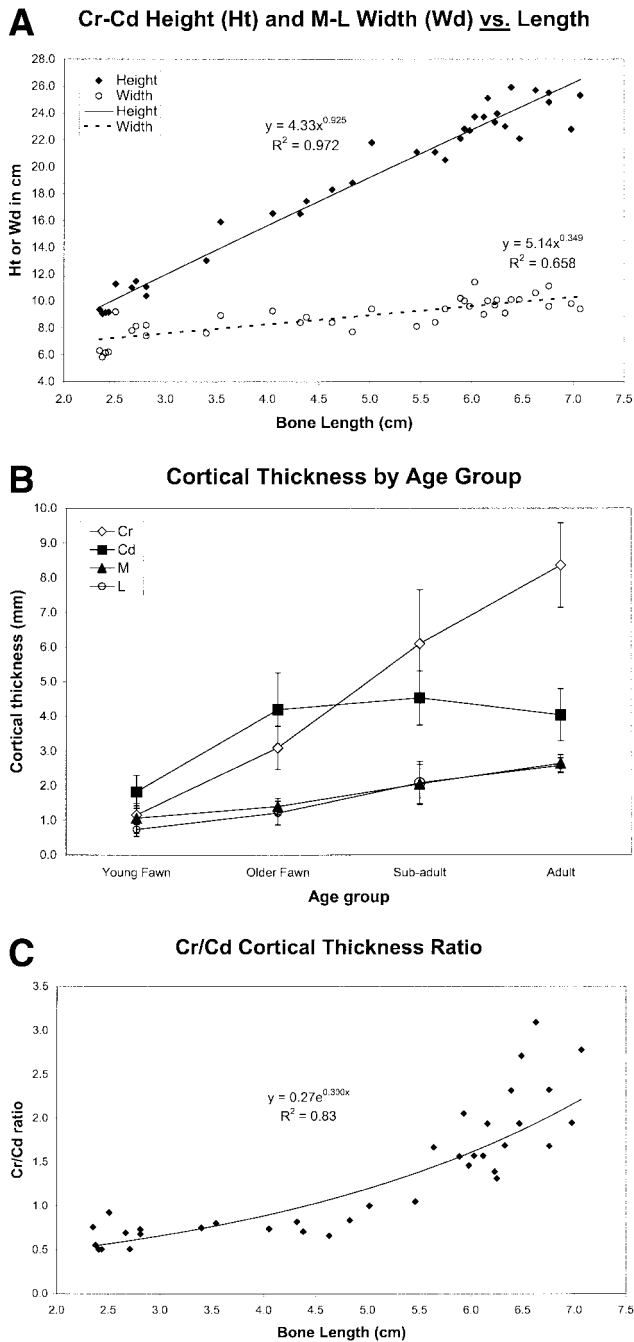 A Cr-Cd Height (Ht) and M-L Width (Wd) vs. Length
28.0
26.0
24.0
22.0
20.0
18.0
16.0
14.0
12.0
10.0
8.0
6.0
4.0
Ht or Wd in cm
Height
Width
Height
Width
y = 4.33x^0.925
R² = 0.972
y = 5.14x^0.349
R² = 0.658
2.0 2.5 3.0 3.5 4.0 4.5 5.0 5.5 6.0 6.5 7.0 7.5
Bone Length (cm)
B Cortical Thickness by Age Group
10.0
9.0
8.0
7.0
6.0
5.0
4.0
3.0
2.0
1.0
0.0
Cortical thickness (mm)
Cr
Cd
M
L
Young Fawn Older Fawn Sub-adult Adult
Age group
C Cr/Cd Cortical Thickness Ratio
3.5
3.0
2.5
2.0
1.5
1.0
0.5
0.0
Cr/Cd ratio
y = 0.27e^0.300x
R² = 0.83
2.0 2.5 3.0 3.5 4.0 4.5 5.0 5.5 6.0 6.5 7.0 7.5
Bone Length (cm)